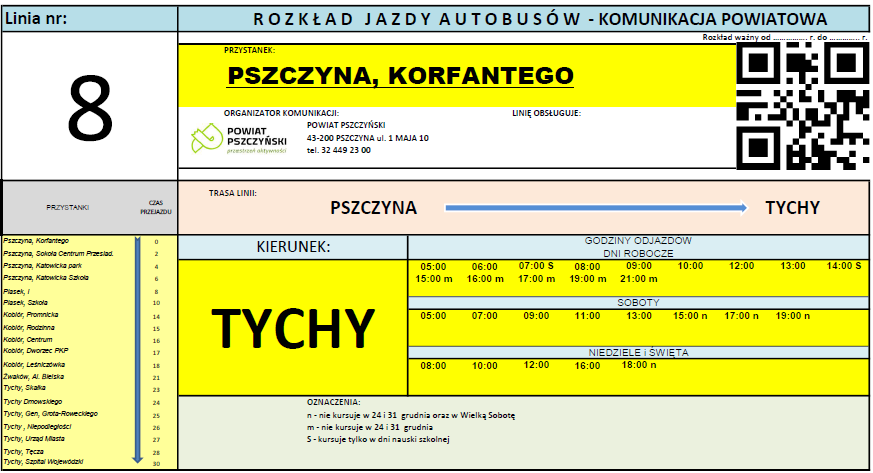 Linia nr:
ROZKŁAD JAZDY AUTOBUSÓW - KOMUNIKACJA POWIATOWA
Rozkład ważny od ............... r. do ............. r.
8
PRZYSTANEK:
PSZCZYNA, KORFANTEGO
ORGANIZATOR KOMUNIKACJI:
LINIĘ OBSŁUGUJE:
POWIAT PSZCZYŃSKI
przestrzeń aktywności
POWIAT PSZCZYŃSKI
43-200 PSZCZYNA ul. 1 MAJA 10
tel. 32 449 23 00
PRZYSTANKI
CZAS PRZEJAZDU
TRASA LINII:
PSZCZYNA TYCHY
Pszczyna, Korfantego 0
Pszczyna, Sokoła Centrum Przesiad. 2
Pszczyna, Katowicka park 4
Pszczyna, Katowicka Szkoła 6
Piasek, I 8
Piasek, Szkoła 10
Kobiór, Promnicka 14
Kobiór, Rodzinna 15
Kobiór, Centrum 16
Kobiór, Dworzec PKP 17
Kobiór, Leśniczówka 18
Żwaków, Al. Bielska 21
Tychy, Skałka 23
Tychy Dmowskiego 24
Tychy, Gen, Grota-Roweckiego 25
Tychy , Niepodległości 26
Tychy, Urząd Miasta 27
Tychy, Tęcza 28
Tychy, Szpital Wojewódzki 30
KIERUNEK:
TYCHY
GODZINY ODJAZDÓW
DNI ROBOCZE
05:00 06:00 07:00 S 08:00 09:00 10:00 12:00 13:00 14:00 S
15:00 m 16:00 m 17:00 m 19:00 m 21:00 m
SOBOTY
05:00 07:00 09:00 11:00 13:00 15:00 n 17:00 n 19:00 n
NIEDZIELE i ŚWIĘTA
08:00 10:00 12:00 16:00 18:00 n
OZNACZENIA:
n - nie kursuje w 24 i 31 grudnia oraz w Wielką Sobotę
m - nie kursuje w 24 i 31 grudnia
S - kursuje tylko w dni nauski szkolnej